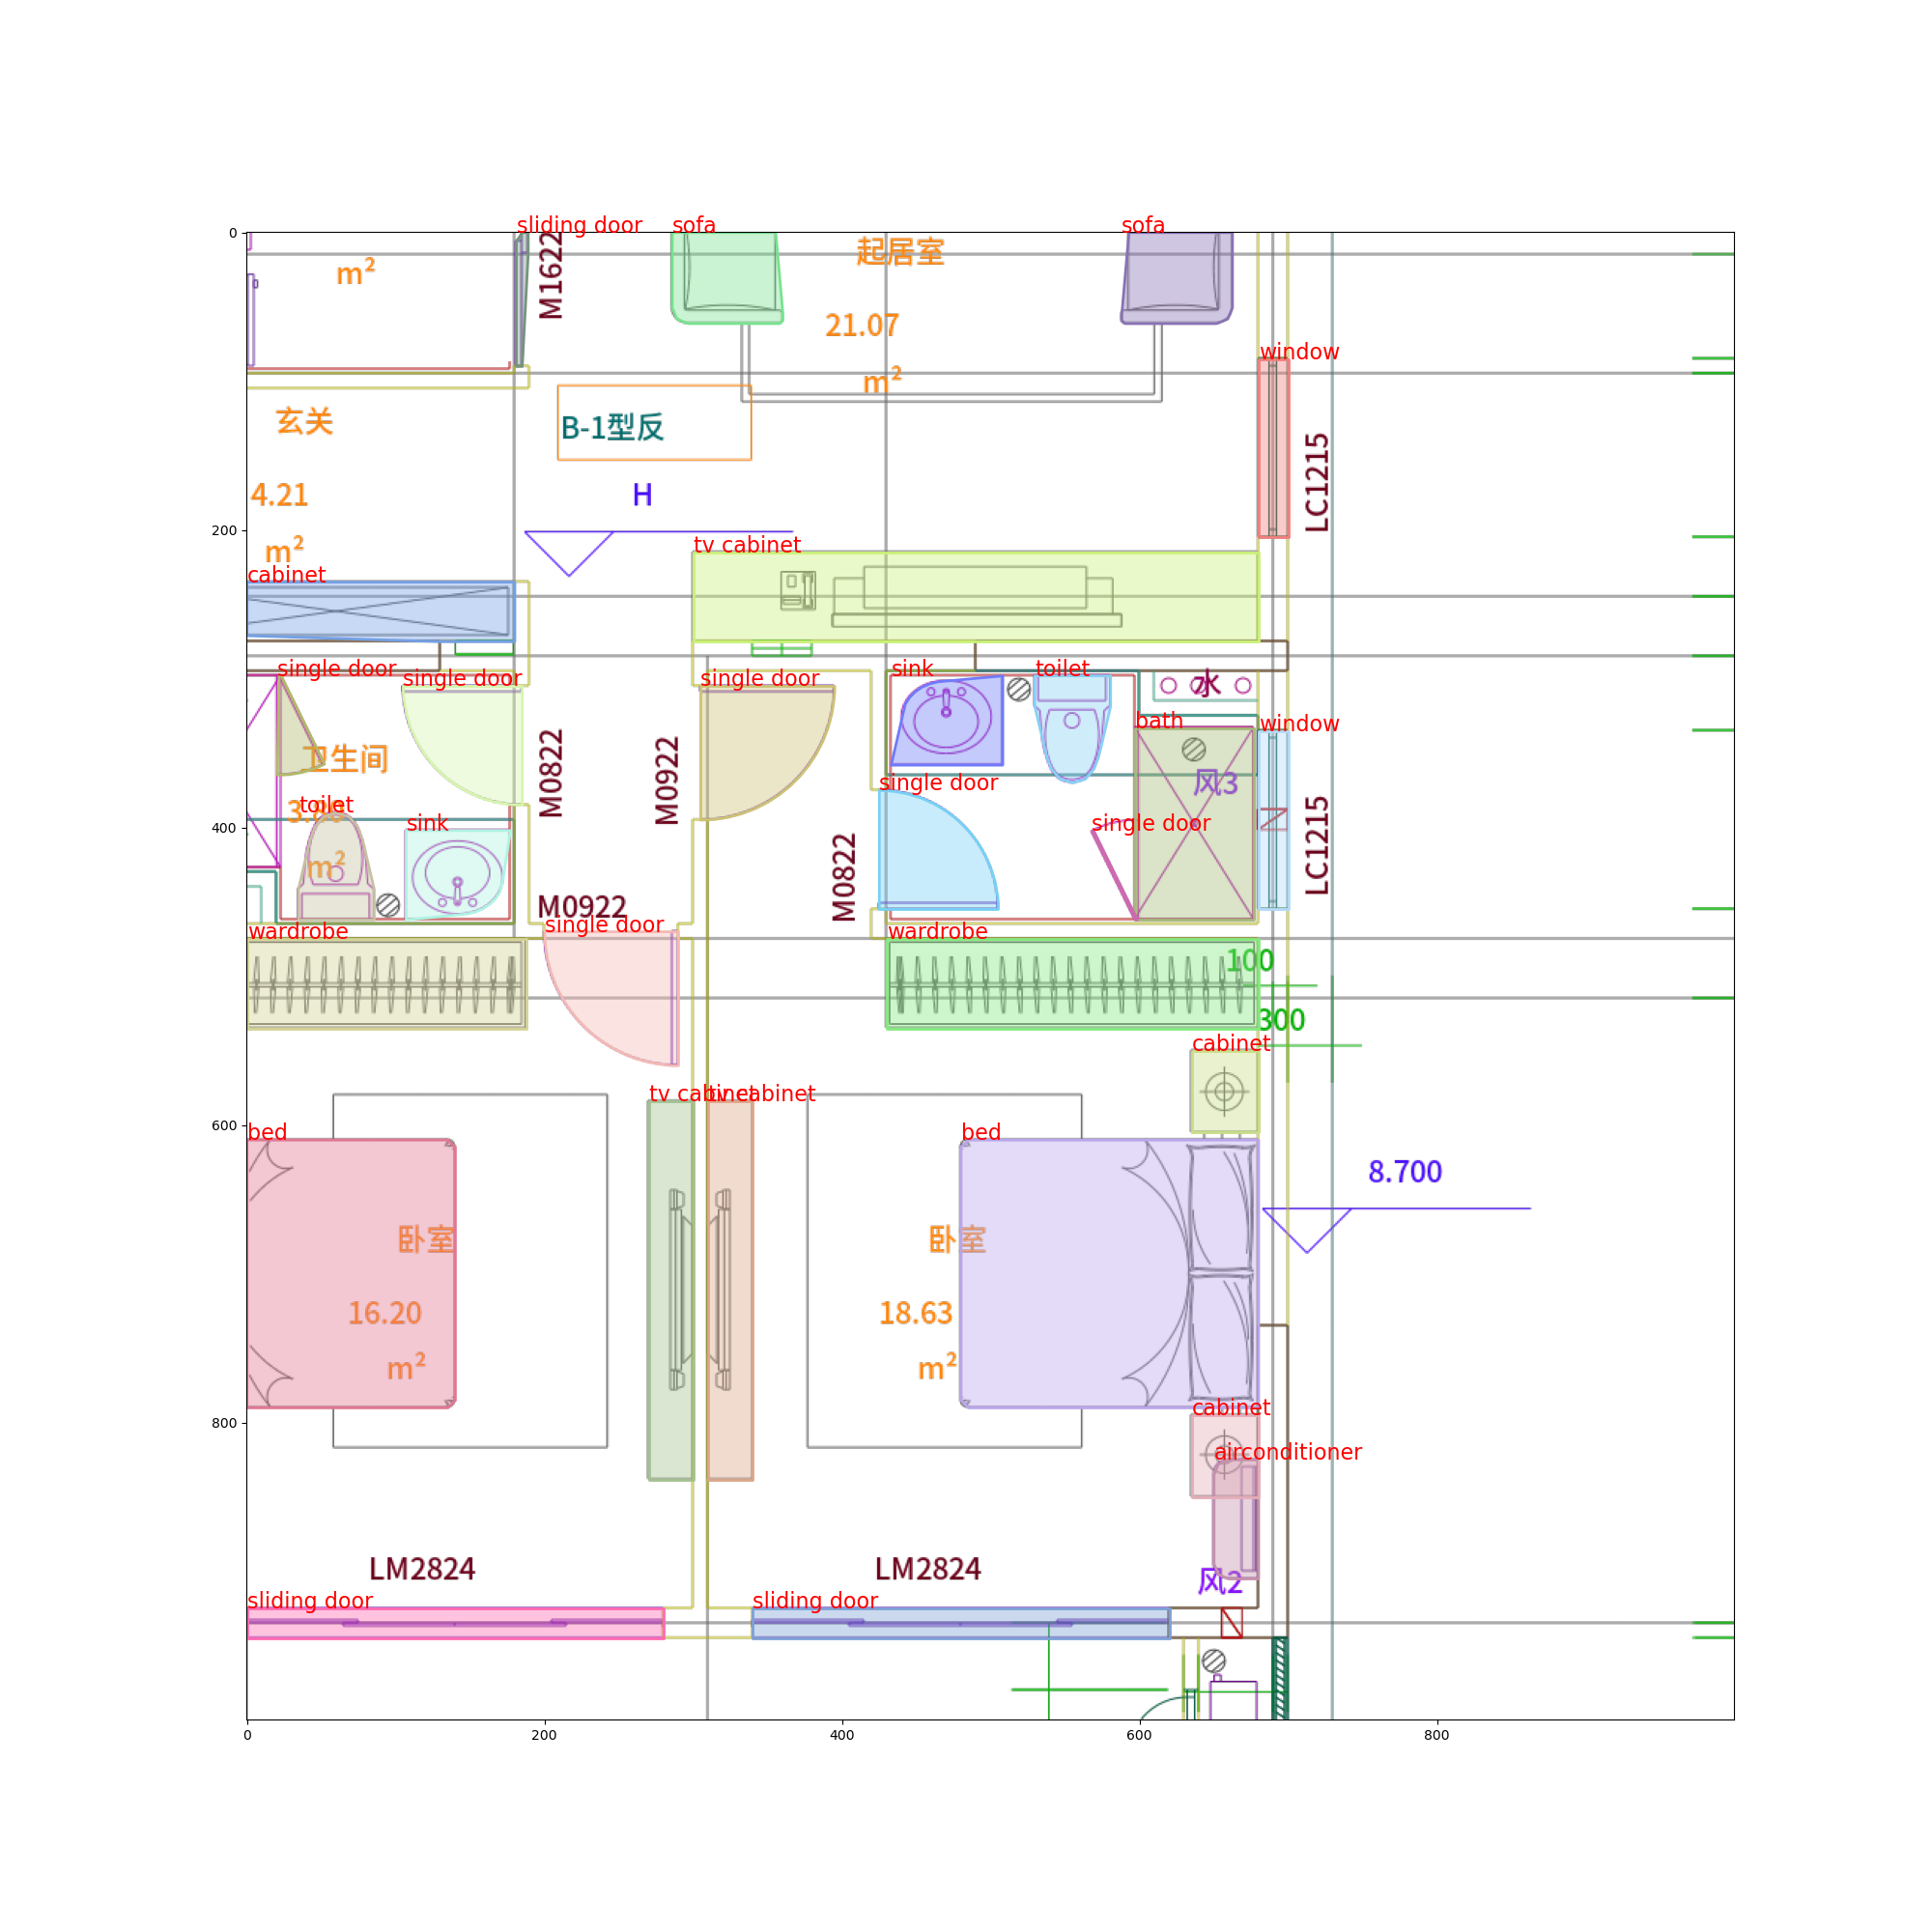 sliding door
sofa
sofa
0
M1622
起居室
m²
21.07
window
m²
玄关
B-1型反
LC1215
4.21
H
200
m²
tv cabinet
cabinet
single door
single door
single door
sink
toilet
水
bath
window
卫生间
M0822
M0922
single door
风3
toilet
single door
sink
400
m²
M0822
LC1215
M0922
single door
wardrobe
wardrobe
100
300
cabinet
tv cabinet
tv cabinet
600
bed
bed
8.700
卧室
卧室
16.20
18.63
m²
m²
cabinet
800
airconditioner
LM2824
LM2824
风2
sliding door
sliding door
0
200
400
600
800